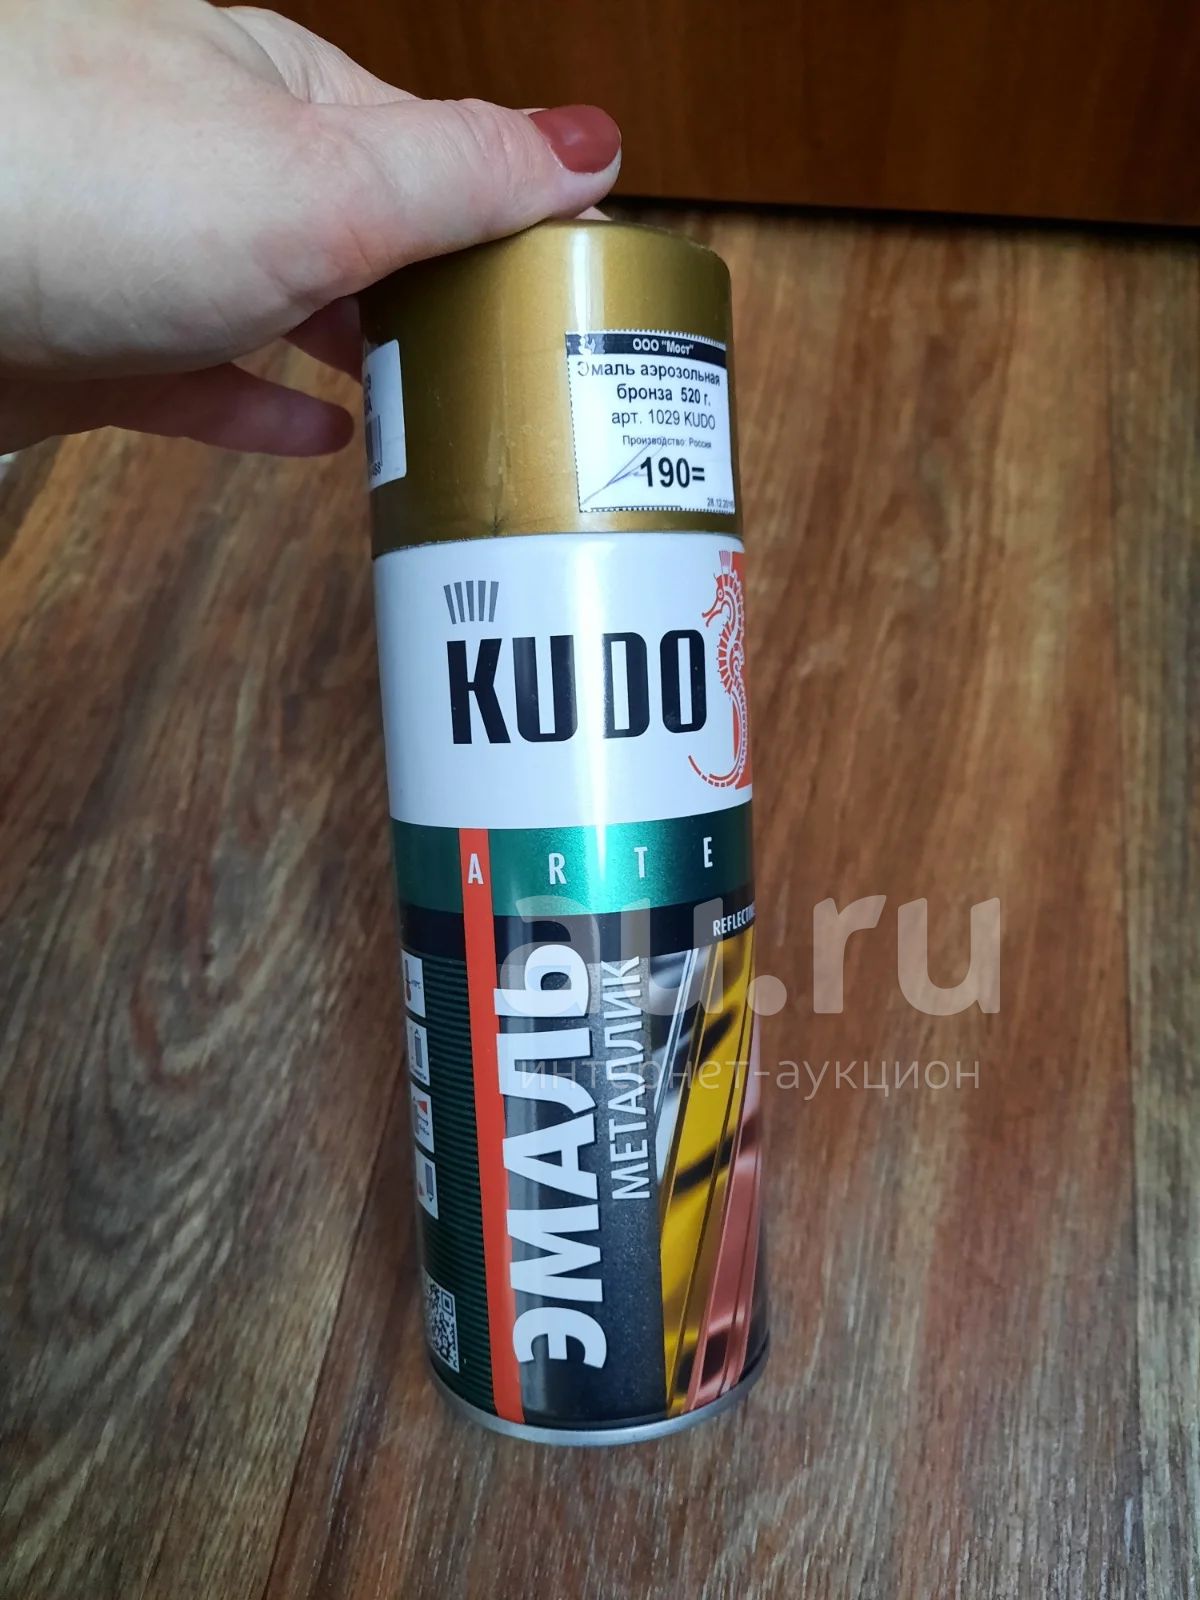 ООО "Мост"
Эмаль аэрозольная
бронза 520 г.
арт. 1029 KUDO
Производство: Россия
190=
KUDO
ARTE
ЭМАЛЬ
МЕТАЛЛИК
au.ru
интернет-аукцион